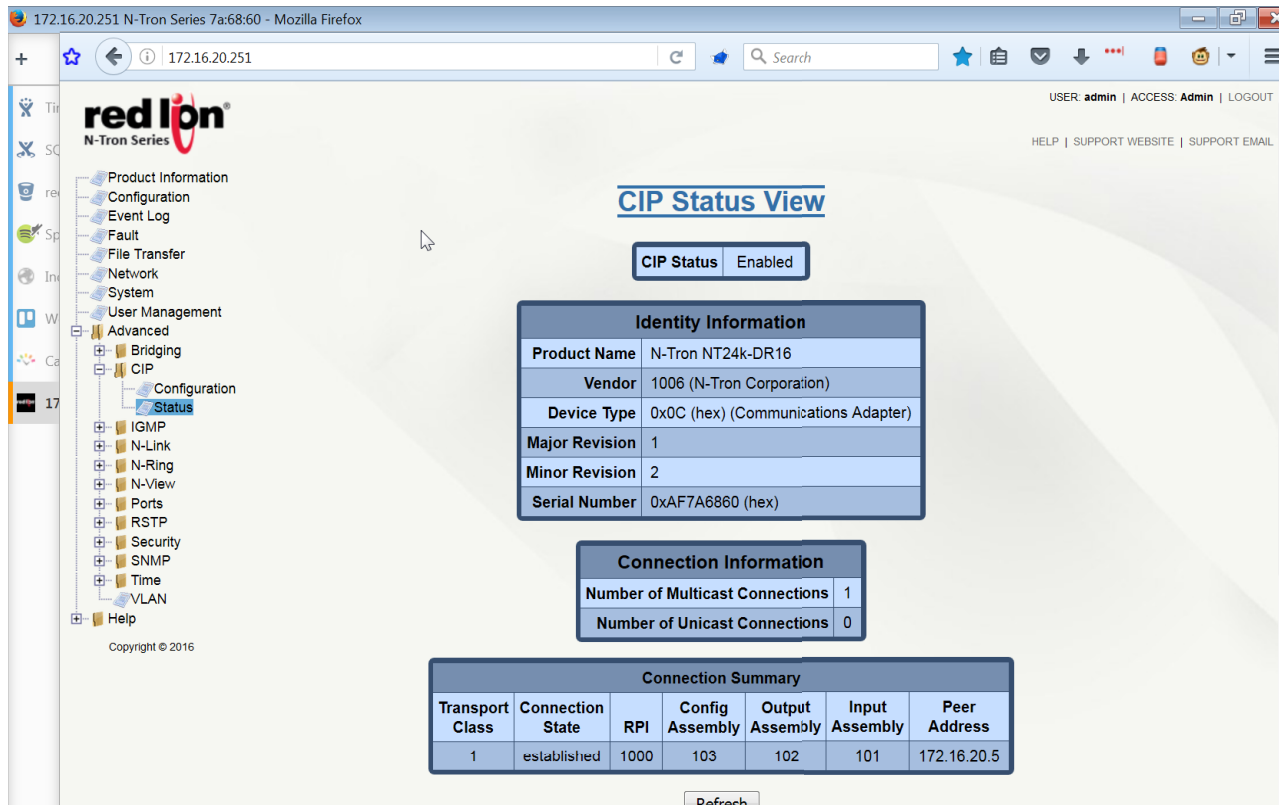 172.16.20.251 N-Tron Series 7a:68:60 - Mozilla Firefox
172.16.20.251
Search
red lion®
N-Tron Series
USER: admin | ACCESS: Admin | LOGOUT
HELP | SUPPORT WEBSITE | SUPPORT EMAIL
Product Information
Configuration
Event Log
Fault
File Transfer
Network
System
User Management
Advanced
Bridging
CIP
Configuration
Status
IGMP
N-Link
N-Ring
N-View
Ports
RSTP
Security
SNMP
Time
VLAN
Help
Copyright © 2016
CIP Status View
CIP Status Enabled
Identity Information
Product Name N-Tron NT24k-DR16
Vendor 1006 (N-Tron Corporation)
Device Type 0x0C (hex) (Communications Adapter)
Major Revision 1
Minor Revision 2
Serial Number 0xAF7A6860 (hex)
Connection Information
Number of Multicast Connections 1
Number of Unicast Connections 0
Connection Summary
Transport Class Connection State RPI Config Assembly Output Assembly Input Assembly Peer Address
1 established 1000 103 102 101 172.16.20.5
Refresh